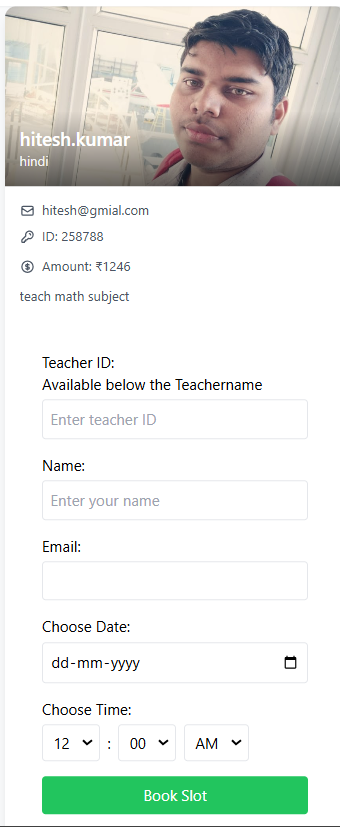 hitesh.kumar
hindi
hitesh@gmial.com
ID: 258788
Amount: ₹1246
teach math subject
Teacher ID:
Available below the Teachername
Enter teacher ID
Name:
Enter your name
Email:
Choose Date:
dd-mm-yyyy
Choose Time:
12 : 00 AM
Book Slot